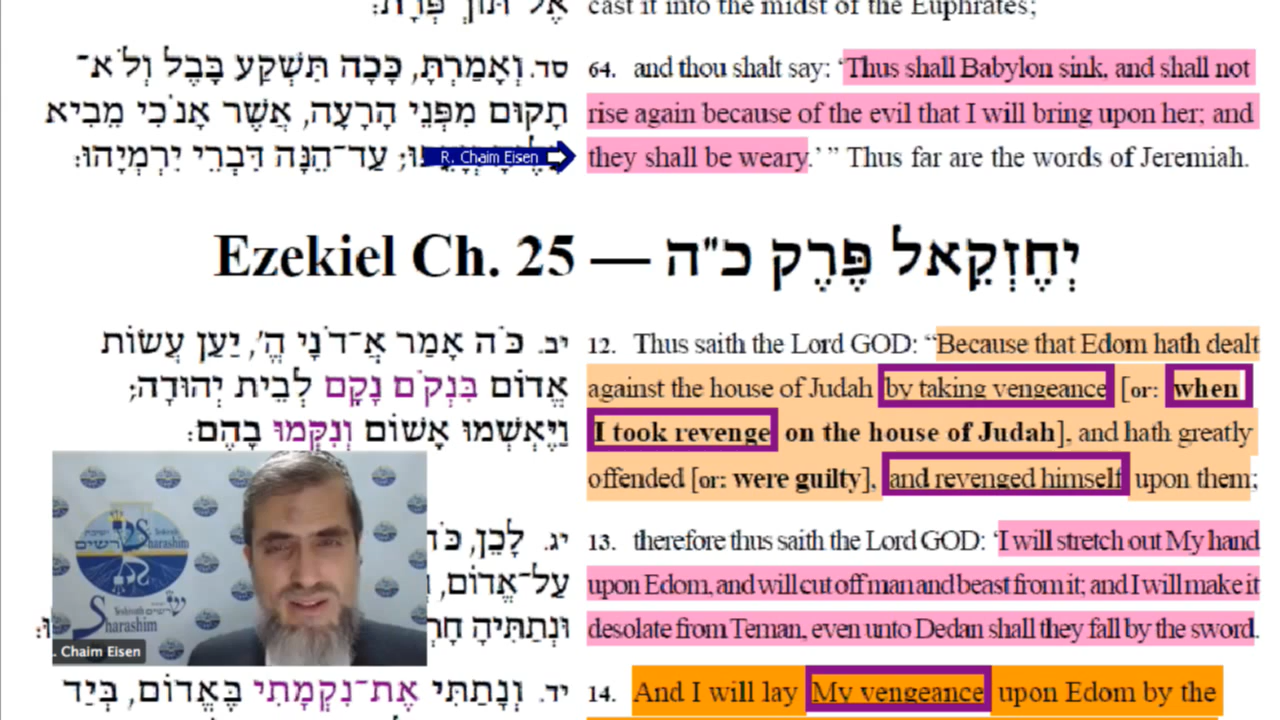 אֶל־תּוֹךְ פְּרָת׃
cast it into the midst of the Euphrates;
סד. וְאָמַרְתָּ, כָּכָה תִּשְׁקַע בָּבֶל וְלֹא־
תָקוּם מִפְּנֵי הָרָעָה, אֲשֶׁר אָנֹכִי מֵבִיא
עַד־הֵנָּה דִּבְרֵי יִרְמְיָהוּ׃
R. Chaim Eisen
64. and thou shalt say: ‘Thus shall Babylon sink, and shall not
rise again because of the evil that I will bring upon her; and
they shall be weary.’ ” Thus far are the words of Jeremiah.
Ezekiel Ch. 25 — יְחֶזְקֵאל פֶּרֶק כ"ה
יב. כֹּה אָמַר אֲ־דֹנָי הֱ', יַעַן עֲשׂוֹת
אֱדוֹם בִּנְקֹם נָקָם לְבֵית יְהוּדָה;
וַיֶּאְשְׁמוּ אָשׁוֹם וְנִקְּמוּ בָהֶם׃
12. Thus saith the Lord GOD: “Because that Edom hath dealt
against the house of Judah by taking vengeance [or: when
I took revenge on the house of Judah], and hath greatly
offended [or: were guilty], and revenged himself upon them;
יג. לָכֵן,
עַל־אֱדוֹם,
וּנְתַתִּיהָ
13. therefore thus saith the Lord GOD: ‘I will stretch out My hand
upon Edom, and will cut off man and beast from it; and I will make it
desolate from Teman, even unto Dedan shall they fall by the sword.
יד. וְנָתַתִּי אֶת־נִקְמָתִי בֶּאֱדוֹם, בְּיַד
14. And I will lay My vengeance upon Edom by the
Yeshivath
Sharashim
שרשים
Yeshivath
Sharashim
. Chaim Eisen